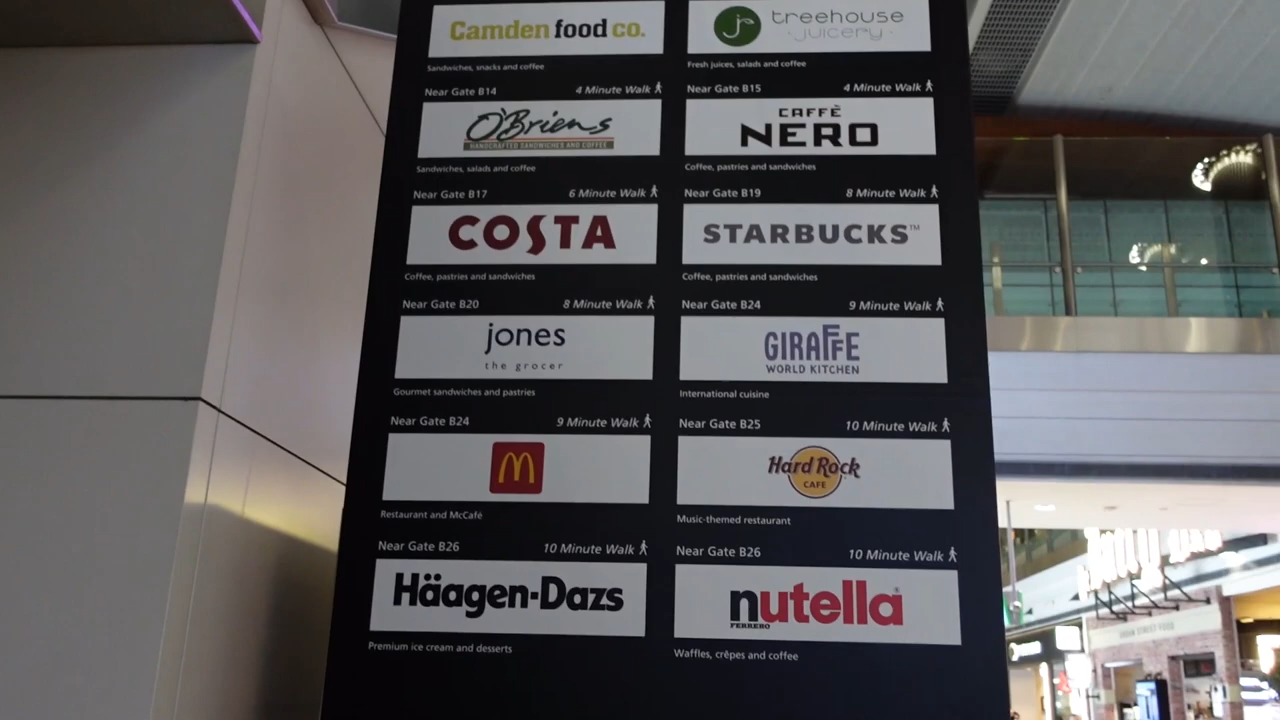 Camden food co.
Sandwiches, snacks and coffee
treehouse
juicery
Fresh juices, salads and coffee
Near Gate B14 4 Minute Walk
O'Briens
HANDCRAFTED SANDWICHES AND COFFEE
Sandwiches, salads and coffee
Near Gate B15 4 Minute Walk
CAFFÈ
NERO
Coffee, pastries and sandwiches
Near Gate B17 6 Minute Walk
COSTA
Coffee, pastries and sandwiches
Near Gate B19 8 Minute Walk
STARBUCKS™
Coffee, pastries and sandwiches
Near Gate B20 8 Minute Walk
jones
the grocer
Gourmet sandwiches and pastries
Near Gate B24 9 Minute Walk
GIRAFFE
WORLD KITCHEN
International cuisine
Near Gate B24 9 Minute Walk
M
Restaurant and McCafé
Near Gate B25 10 Minute Walk
Hard Rock
CAFE
Music-themed restaurant
Near Gate B26 10 Minute Walk
Häagen-Dazs
Premium ice cream and desserts
Near Gate B26 10 Minute Walk
nutella®
FERRERO
Waffles, crêpes and coffee
URBAN STREET FOOD